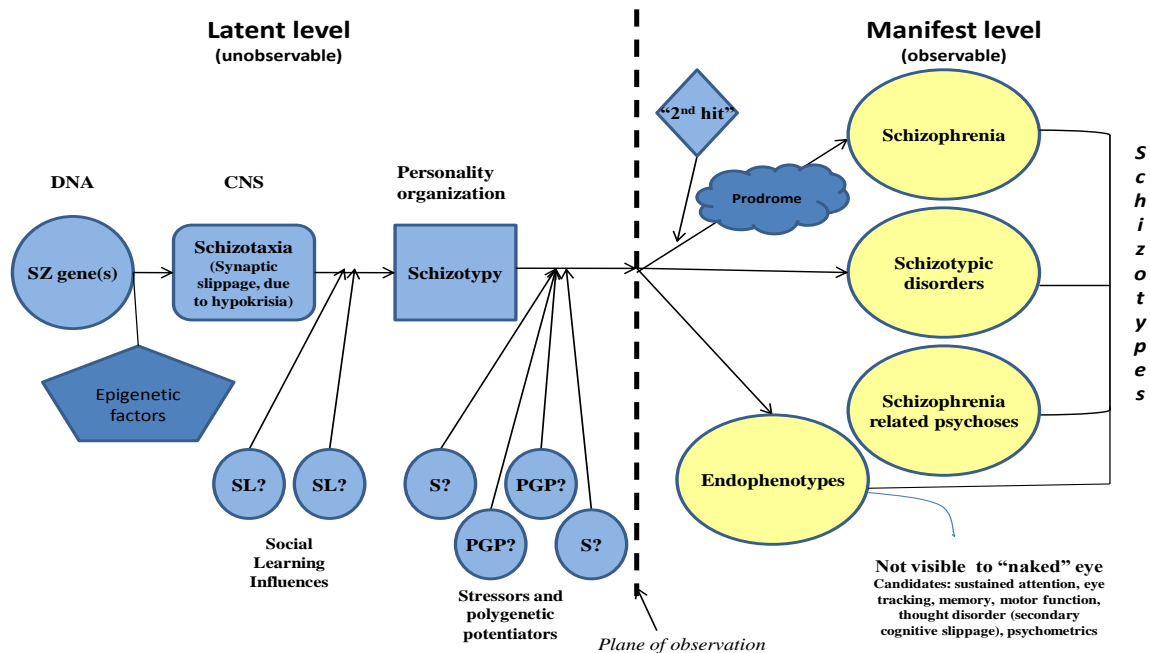 Latent level
(unobservable)
Manifest level
(observable)
"2nd hit"
Schizophrenia
Prodrome
DNA
CNS
Personality
organization
SZ gene(s)
Schizotaxia
(Synaptic
slippage, due
to hypokrisia)
Schizotypy
Schizotypic
disorders
Schizotypes
Epigenetic
factors
Schizophrenia
related psychoses
SL?
SL?
S?
PGP?
PGP?
S?
Endophenotypes
Social
Learning
Influences
Stressors and
polygenetic
potentiators
Plane of observation
Not visible to "naked" eye
Candidates: sustained attention, eye
tracking, memory, motor function,
thought disorder (secondary
cognitive slippage), psychometrics